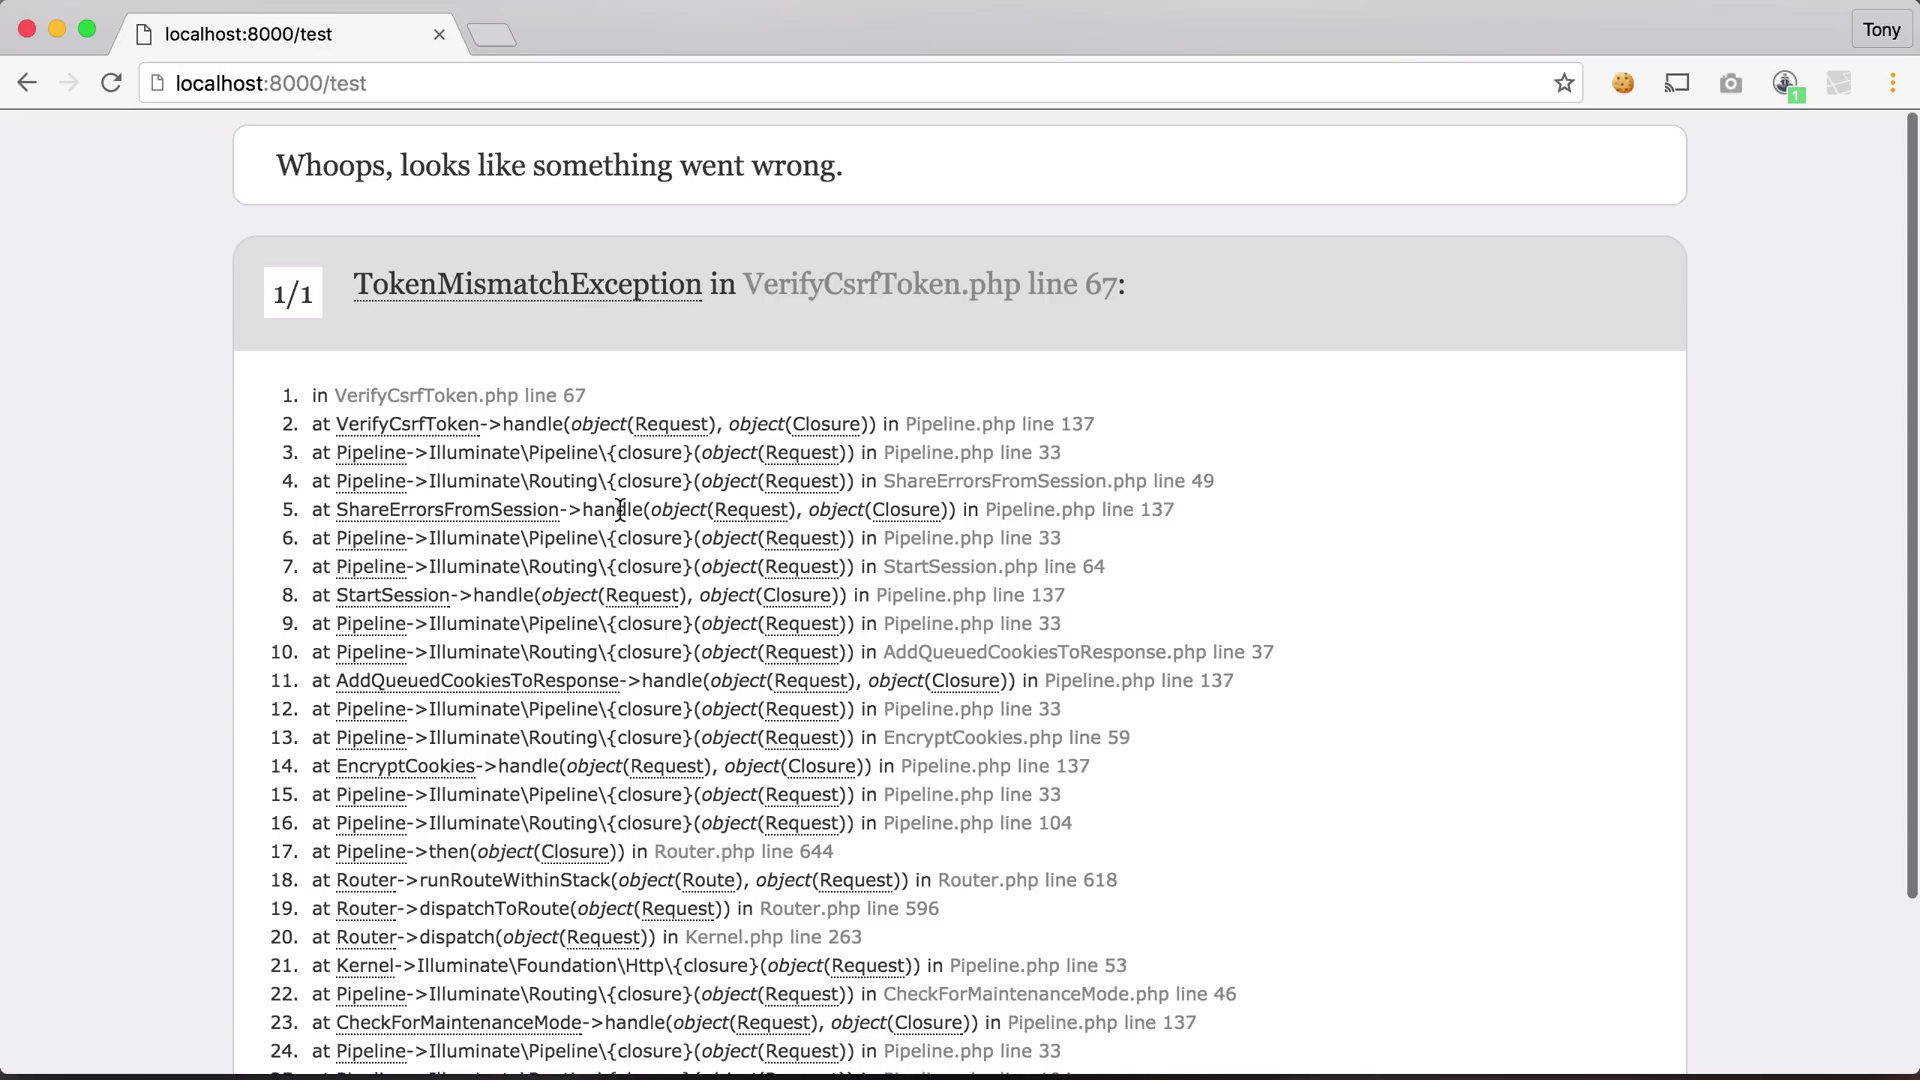 localhost:8000/test
Tony
localhost:8000/test
1
Whoops, looks like something went wrong.
1/1 TokenMismatchException in VerifyCsrfToken.php line 67:
1. in VerifyCsrfToken.php line 67
2. at VerifyCsrfToken->handle(object(Request), object(Closure)) in Pipeline.php line 137
3. at Pipeline->Illuminate\Pipeline\{closure}(object(Request)) in Pipeline.php line 33
4. at Pipeline->Illuminate\Routing\{closure}(object(Request)) in ShareErrorsFromSession.php line 49
5. at ShareErrorsFromSession->handle(object(Request), object(Closure)) in Pipeline.php line 137
6. at Pipeline->Illuminate\Pipeline\{closure}(object(Request)) in Pipeline.php line 33
7. at Pipeline->Illuminate\Routing\{closure}(object(Request)) in StartSession.php line 64
8. at StartSession->handle(object(Request), object(Closure)) in Pipeline.php line 137
9. at Pipeline->Illuminate\Pipeline\{closure}(object(Request)) in Pipeline.php line 33
10. at Pipeline->Illuminate\Routing\{closure}(object(Request)) in AddQueuedCookiesToResponse.php line 37
11. at AddQueuedCookiesToResponse->handle(object(Request), object(Closure)) in Pipeline.php line 137
12. at Pipeline->Illuminate\Pipeline\{closure}(object(Request)) in Pipeline.php line 33
13. at Pipeline->Illuminate\Routing\{closure}(object(Request)) in EncryptCookies.php line 59
14. at EncryptCookies->handle(object(Request), object(Closure)) in Pipeline.php line 137
15. at Pipeline->Illuminate\Pipeline\{closure}(object(Request)) in Pipeline.php line 33
16. at Pipeline->Illuminate\Routing\{closure}(object(Request)) in Pipeline.php line 104
17. at Pipeline->then(object(Closure)) in Router.php line 644
18. at Router->runRouteWithinStack(object(Route), object(Request)) in Router.php line 618
19. at Router->dispatchToRoute(object(Request)) in Router.php line 596
20. at Router->dispatch(object(Request)) in Kernel.php line 263
21. at Kernel->Illuminate\Foundation\Http\{closure}(object(Request)) in Pipeline.php line 53
22. at Pipeline->Illuminate\Routing\{closure}(object(Request)) in CheckForMaintenanceMode.php line 46
23. at CheckForMaintenanceMode->handle(object(Request), object(Closure)) in Pipeline.php line 137
24. at Pipeline->Illuminate\Pipeline\{closure}(object(Request)) in Pipeline.php line 33